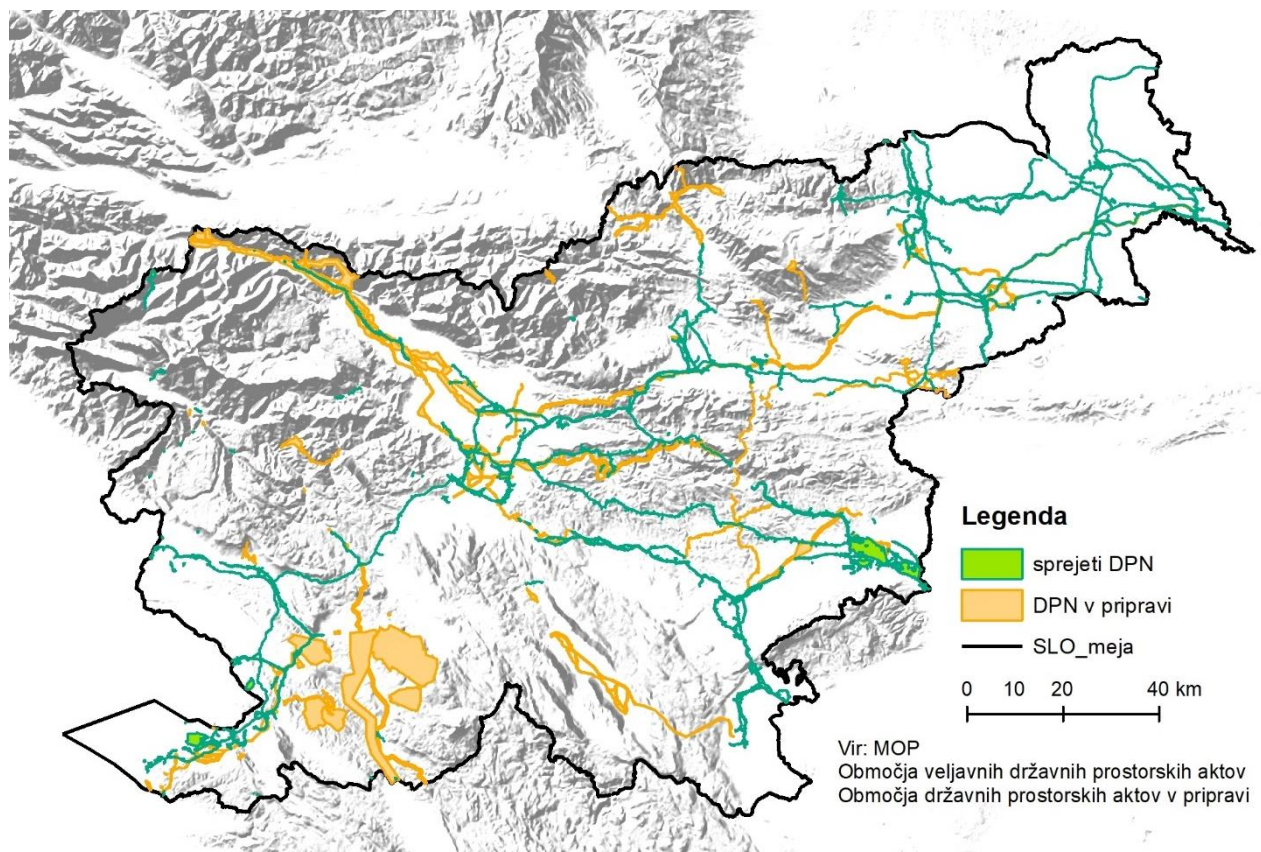 Legenda
sprejeti DPN
DPN v pripravi
SLO_meja
0 10 20 40 km
Vir: MOP
Območja veljavnih državnih prostorskih aktov
Območja državnih prostorskih aktov v pripravi